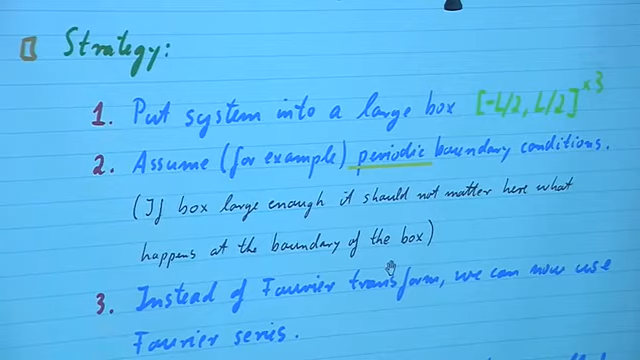 Strategy:
1. Put system into a large box [-L/2, L/2]^×3
2. Assume (for example) periodic boundary conditions.
(If box large enough it should not matter here what
happens at the boundary of the box)
3. Instead of Fourier transform, we can now use
Fourier series.